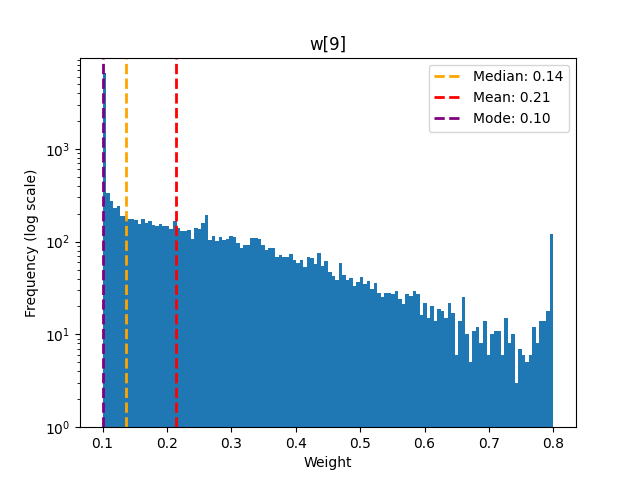 w[9]
Median: 0.14
Mean: 0.21
Mode: 0.10
Frequency (log scale)
10³
10²
10¹
10⁰
0.1 0.2 0.3 0.4 0.5 0.6 0.7 0.8
Weight